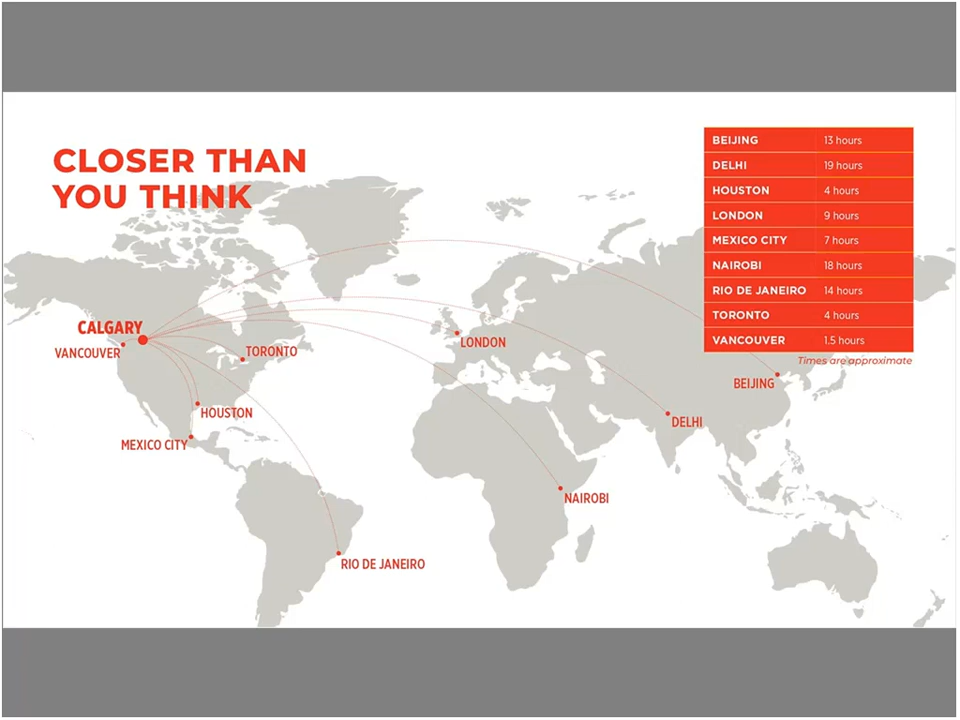 CLOSER THAN
YOU THINK
BEIJING 13 hours
DELHI 19 hours
HOUSTON 4 hours
LONDON 9 hours
MEXICO CITY 7 hours
NAIROBI 18 hours
RIO DE JANEIRO 14 hours
TORONTO 4 hours
VANCOUVER 1.5 hours
Times are approximate
CALGARY
VANCOUVER
TORONTO
LONDON
BEIJING
HOUSTON
DELHI
MEXICO CITY
NAIROBI
RIO DE JANEIRO